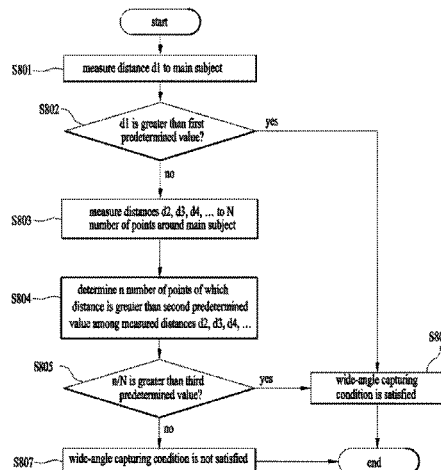 start
S801
measure distance d1 to main subject
S802
d1 is greater than first
predetermined value?
yes
no
S803
measure distances d2, d3, d4, ... to N
number of points around main subject
S804
determine n number of points of which
distance is greater than second predetermined
value among measured distances d2, d3, d4, ...
S805
n/N is greater than third
predetermined value?
yes
no
wide-angle capturing
condition is satisfied
S807
wide-angle capturing condition is not satisfied
end